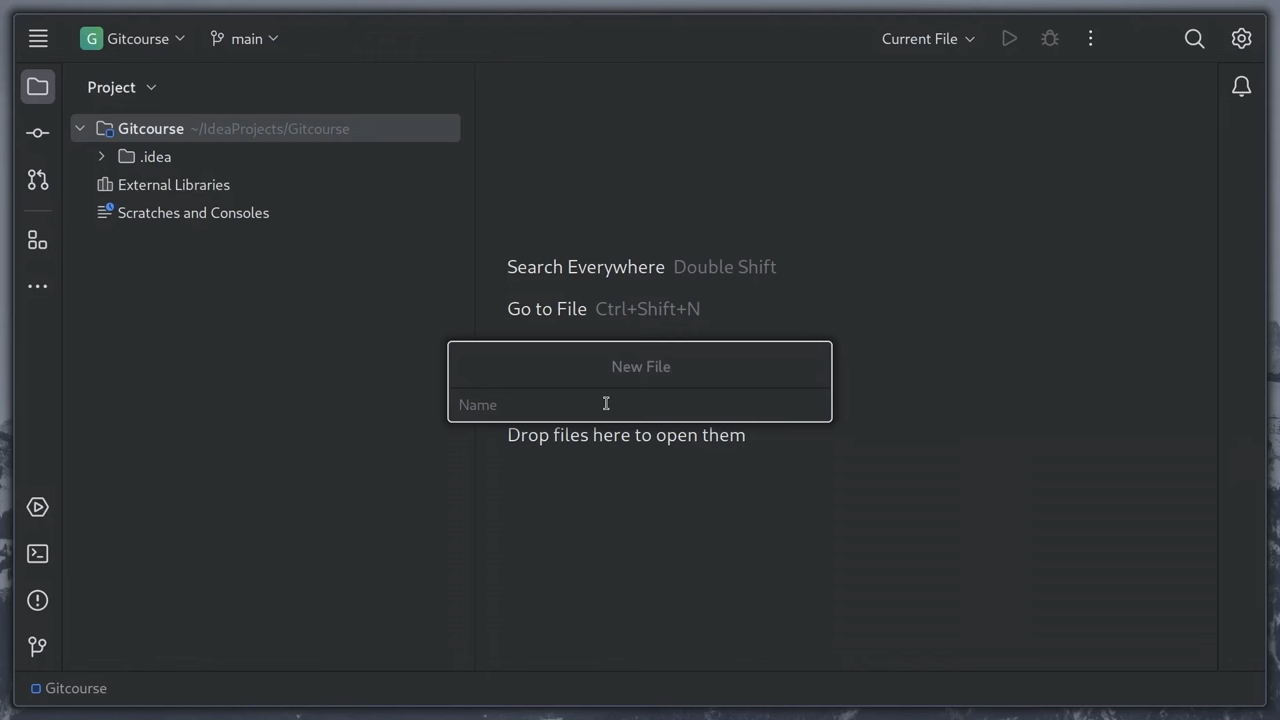 G Gitcourse main Current File
Project
Gitcourse ~/IdeaProjects/Gitcourse
.idea
External Libraries
Scratches and Consoles
Search Everywhere Double Shift
Go to File Ctrl+Shift+N
New File
Name
Drop files here to open them
Gitcourse